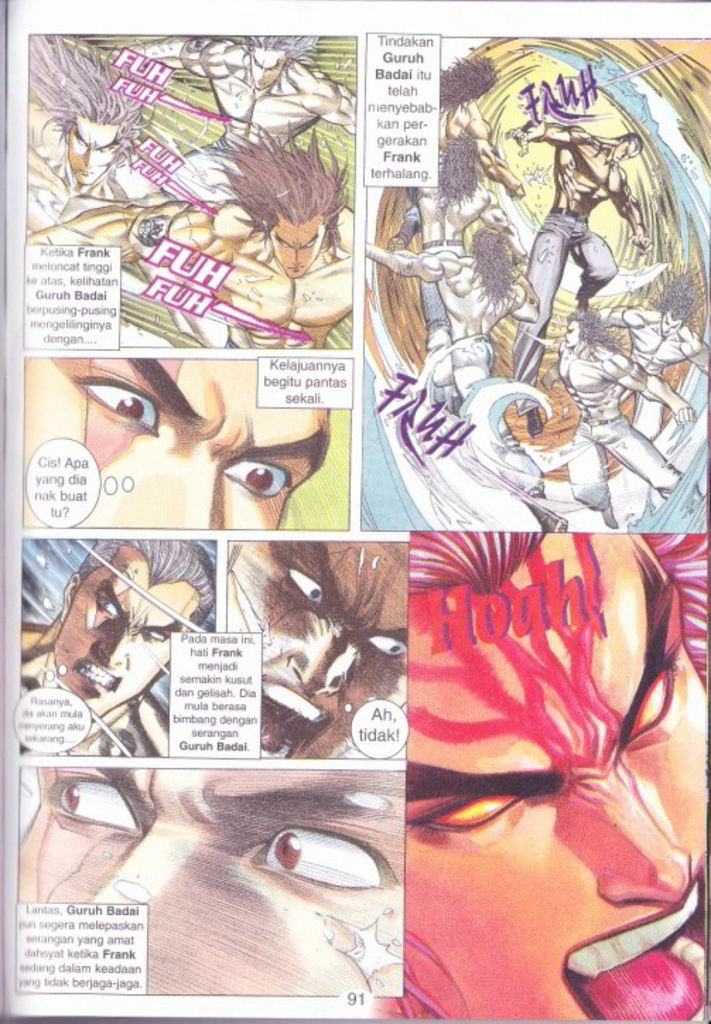 FUH
FUH
FUH
FUH
FUH
FUH
Ketika Frank
meloncat tinggi
ke atas, kelihatan
Guruh Badai
berpusing-pusing
mengelilinginya
dengan....
Tindakan
Guruh
Badai itu
telah
menyebab-
kan per-
gerakan
Frank
terhalang.
FAUH
FAUH
Kelajuannya
begitu pantas
sekali.
Cis! Apa
yang dia
nak buat
tu?
Rasanya,
dia akan mula
menyerang aku
sekarang....
Pada masa ini,
hati Frank
menjadi
semakin kusut
dan gelisah. Dia
mula berasa
bimbang dengan
serangan
Guruh Badai.
Ah,
tidak!
Hoah!
Lantas, Guruh Badai
pun segera melepaskan
serangan yang amat
dahsyat ketika Frank
sedang dalam keadaan
yang tidak berjaga-jaga.
91